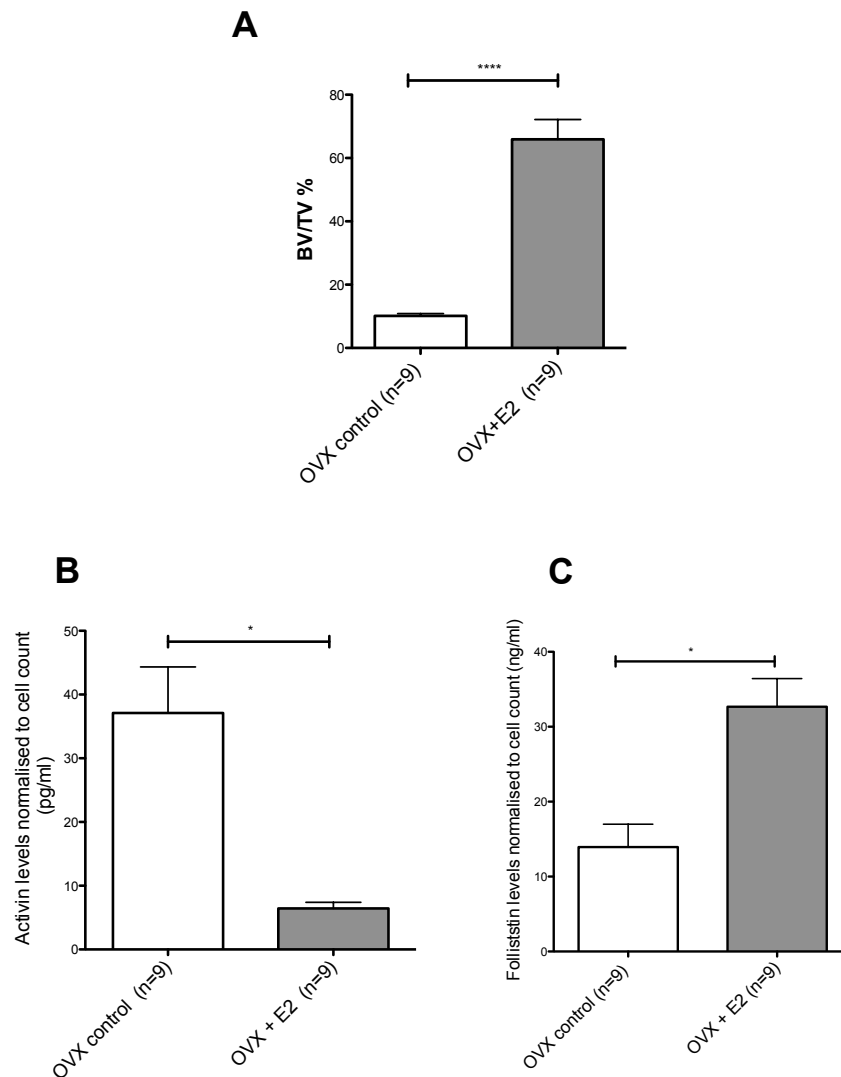 A
****
80
60
40
20
0
BV/TV %
OVX control (n=9)
OVX+E2 (n=9)
B
*
50
40
30
20
10
0
Activin levels normalised to cell count
(pg/ml)
OVX control (n=9)
OVX + E2 (n=9)
C
*
40
30
20
10
0
Folliststin levels normalised to cell count (ng/ml)
OVX control (n=9)
OVX + E2 (n=9)